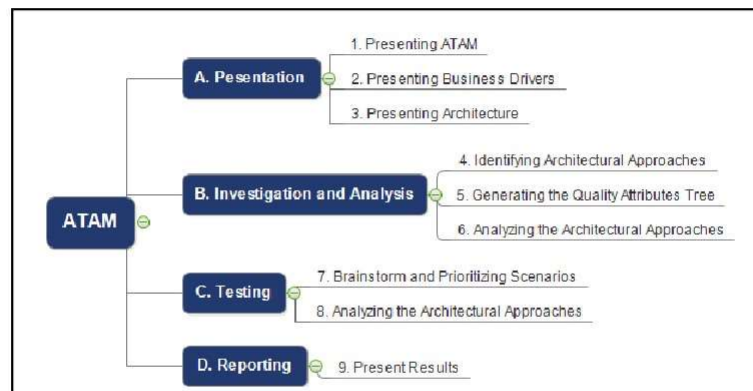 ATAM
A. Pesentation
1. Presenting ATAM
2. Presenting Business Drivers
3. Presenting Architecture
B. Investigation and Analysis
4. Identifying Architectural Approaches
5. Generating the Quality Attributes Tree
6. Analyzing the Architectural Approaches
C. Testing
7. Brainstorm and Prioritizing Scenarios
8. Analyzing the Architectural Approaches
D. Reporting
9. Present Results